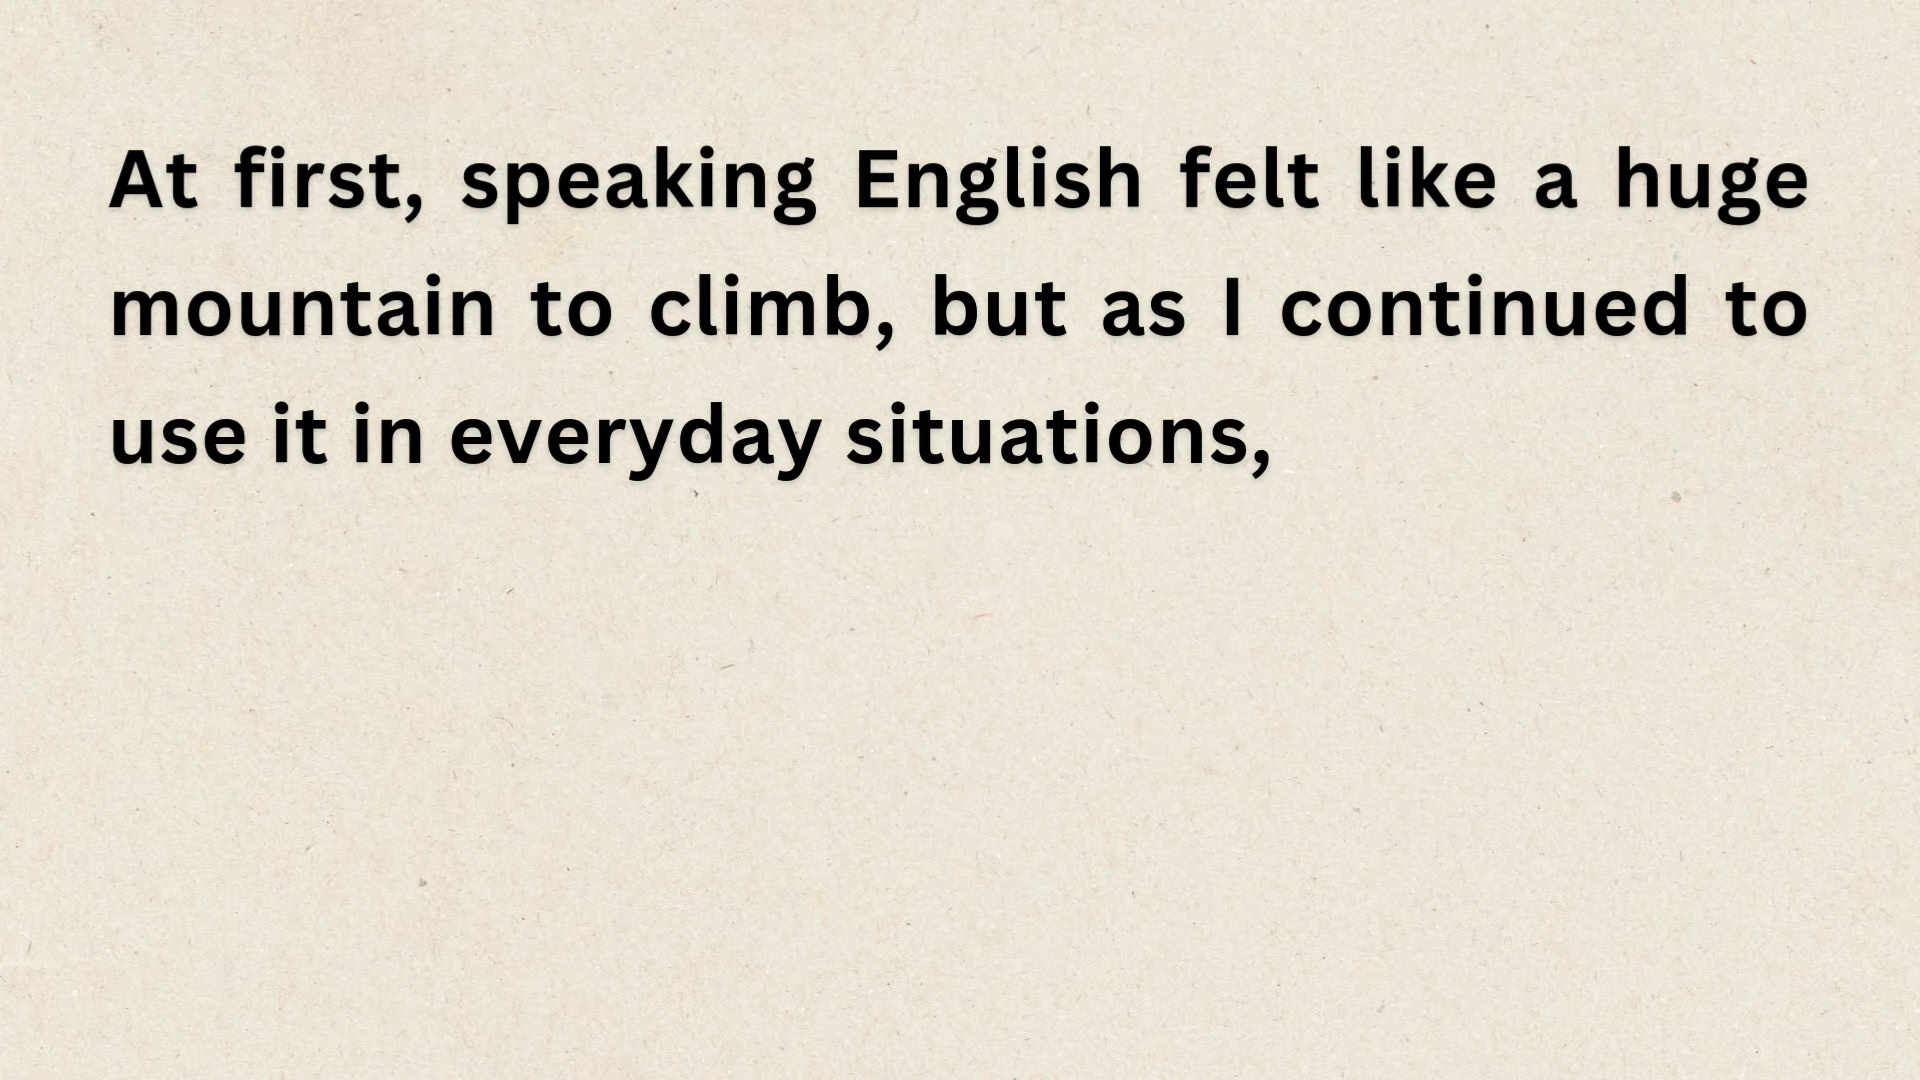 At first, speaking English felt like a huge
mountain to climb, but as I continued to
use it in everyday situations,